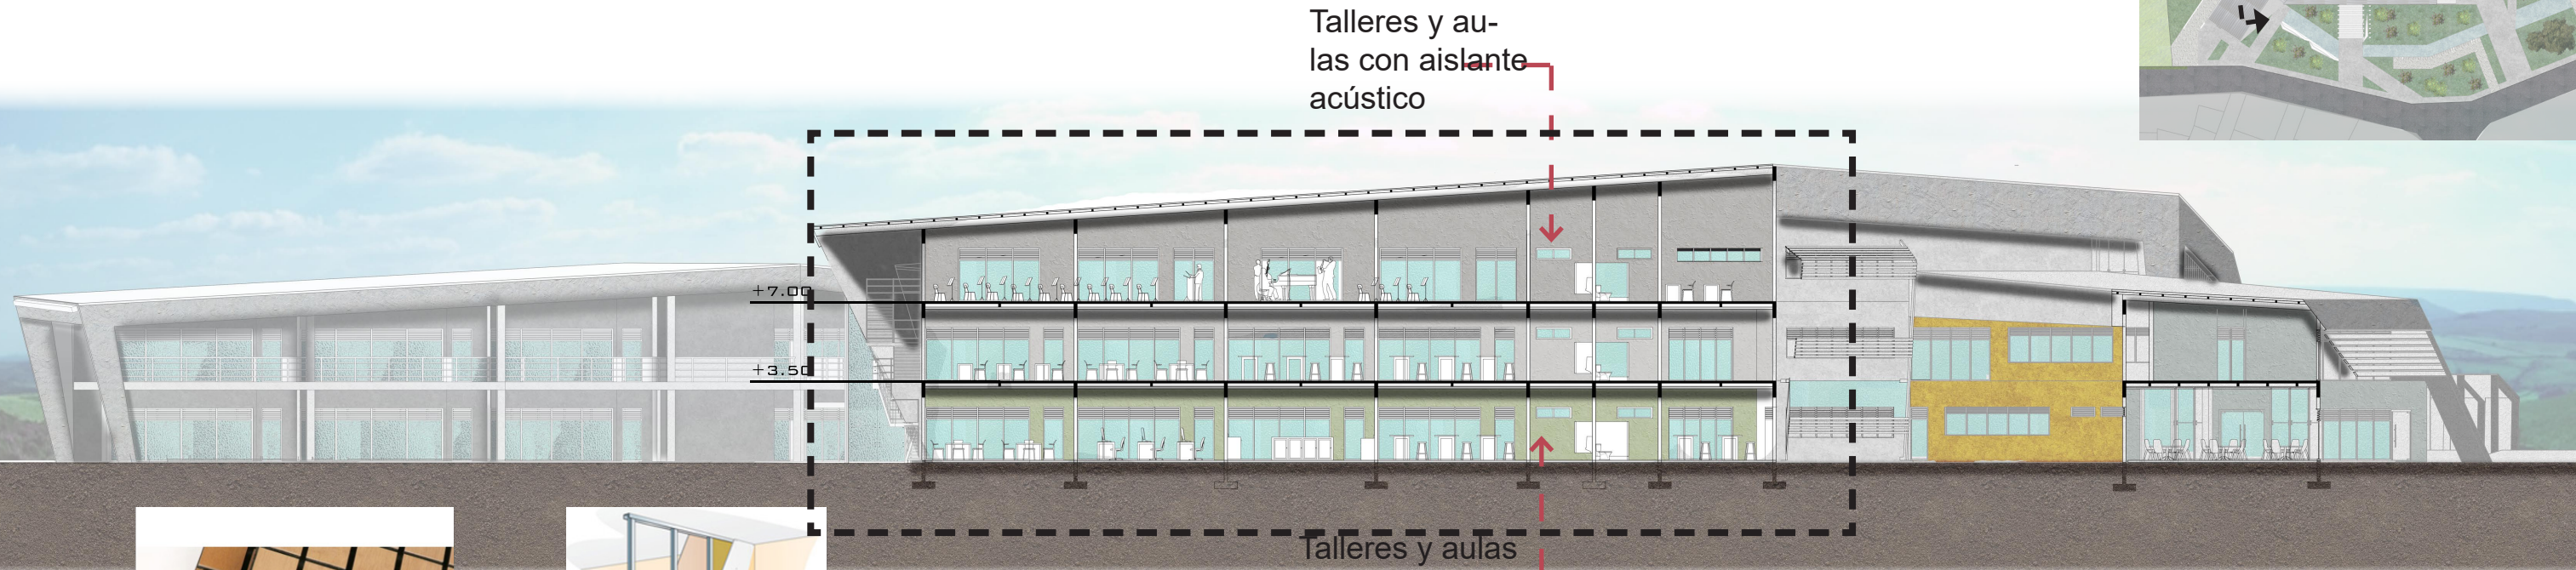 Talleres y au-
las con aislante
acústico
+7.00
+3.50
Talleres y aulas